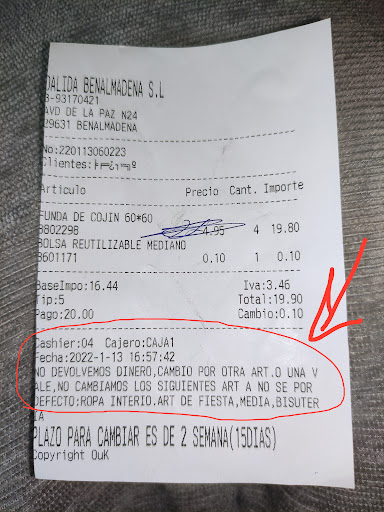 DALIDA BENALMADENA S.L
B-93170421
AVD DE LA PAZ N24
29631 BENALMADENA
No:220113060223
Clientes:
Articulo Precio Cant. Importe
FUNDA DE COJIN 60*60
8802298 4.95 4 19.80
BOLSA REUTILIZABLE MEDIANO
8601171 0.10 1 0.10
BaseImpo:16.44 Iva:3.46
Tip:5 Total:19.90
Pago:20.00 Cambio:0.10
Cashier:04 Cajero:CAJA1
Fecha:2022-1-13 16:57:42
NO DEVOLVEMOS DINERO,CAMBIO POR OTRA ART.O UNA V
ALE,NO CAMBIAMOS LOS SIGUIENTES ART A NO SE POR
DEFECTO:ROPA INTERIO.ART DE FIESTA,MEDIA,BISUTER
IA
PLAZO PARA CAMBIAR ES DE 2 SEMANA(15DIAS)
Copyright OuK